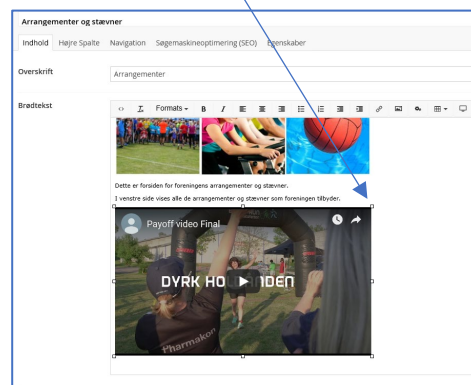 Arrangementer og stævner
Indhold Højre Spalte Navigation Søgemaskineoptimering (SEO) Egenskaber
Overskrift
Arrangementer
Brødtekst
Formats
Dette er forsiden for foreningens arrangementer og stævner.
I venstre side vises alle de arrangementer og stævner som foreningen tilbyder.
Payoff video Final
DYRK HO NDEN
Pharmakon